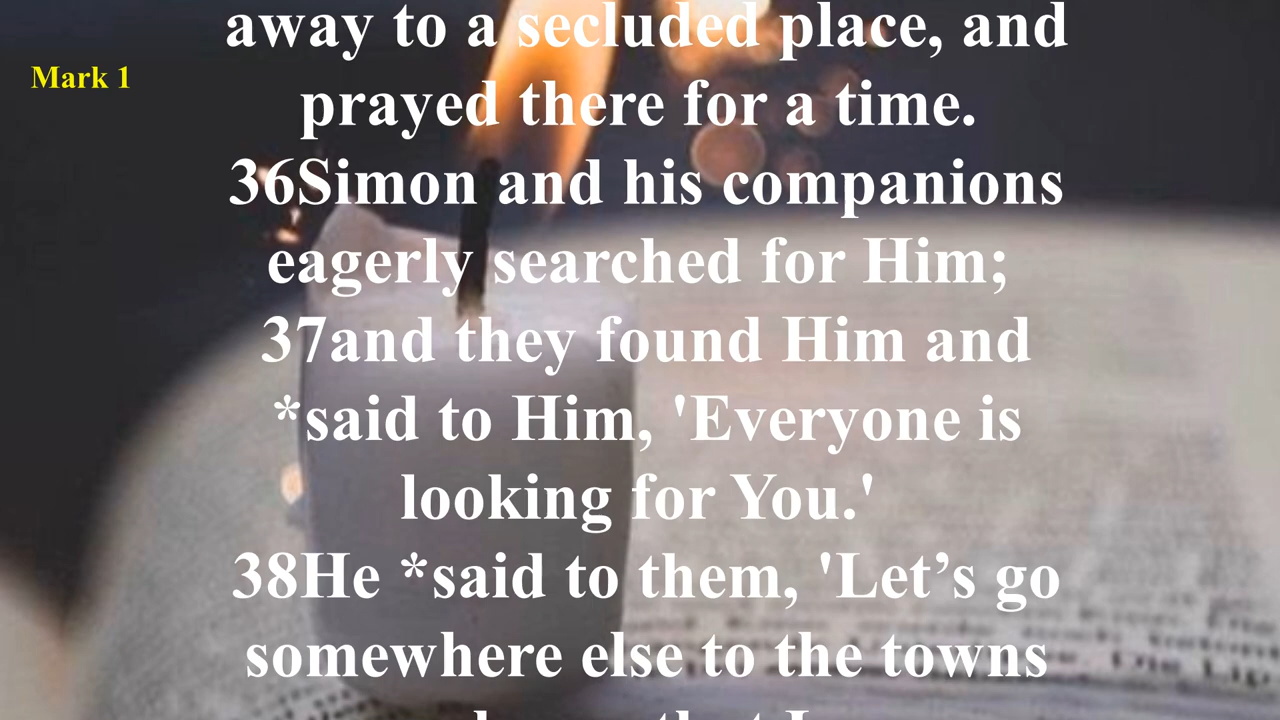 away to a secluded place, and
Mark 1
prayed there for a time.
36Simon and his companions
eagerly searched for Him;
37and they found Him and
*said to Him, 'Everyone is
looking for You.'
38He *said to them, 'Let’s go
somewhere else to the towns